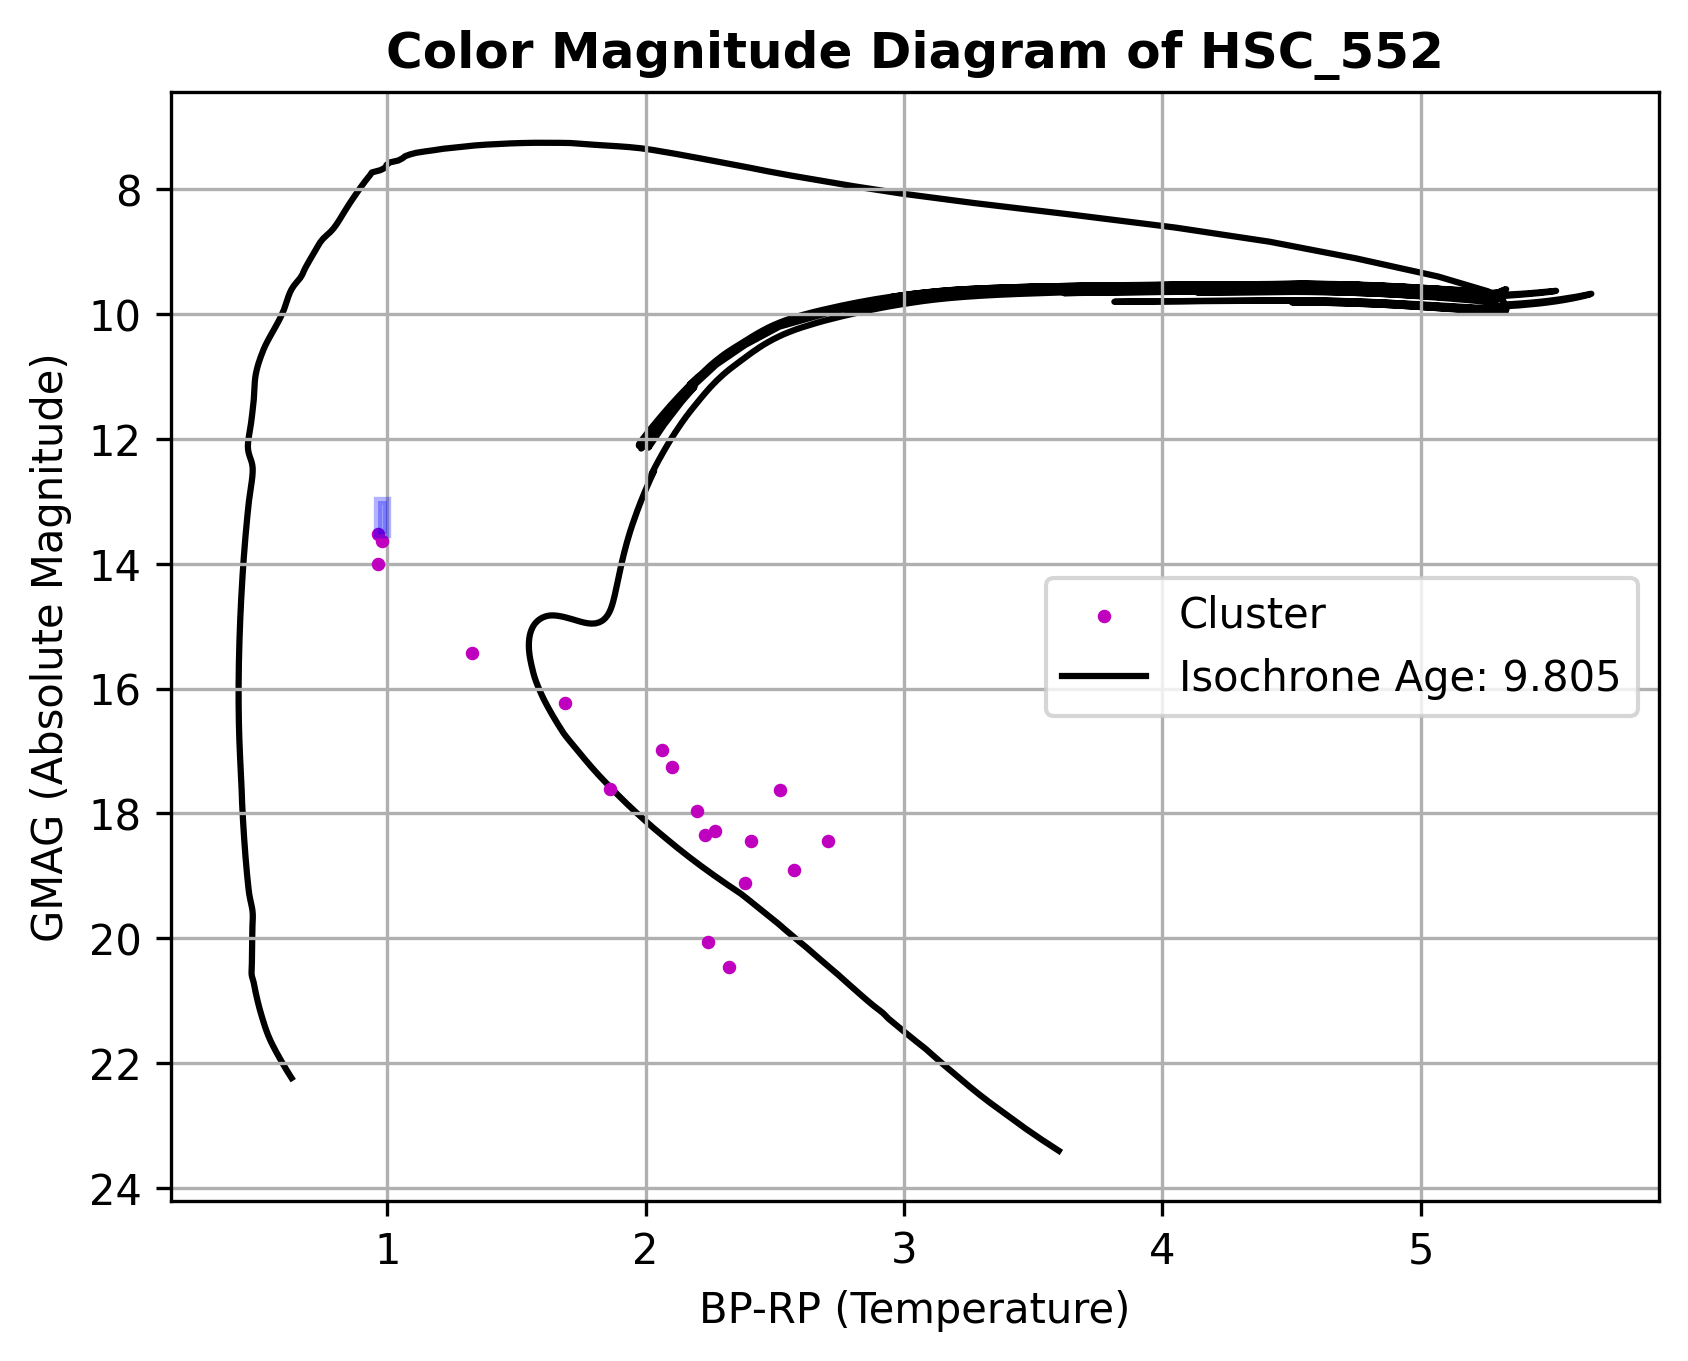 Color Magnitude Diagram of HSC_552
GMAG (Absolute Magnitude)
8
10
12
14
16
18
20
22
24
Cluster
Isochrone Age: 9.805
1
2
3
4
5
BP-RP (Temperature)